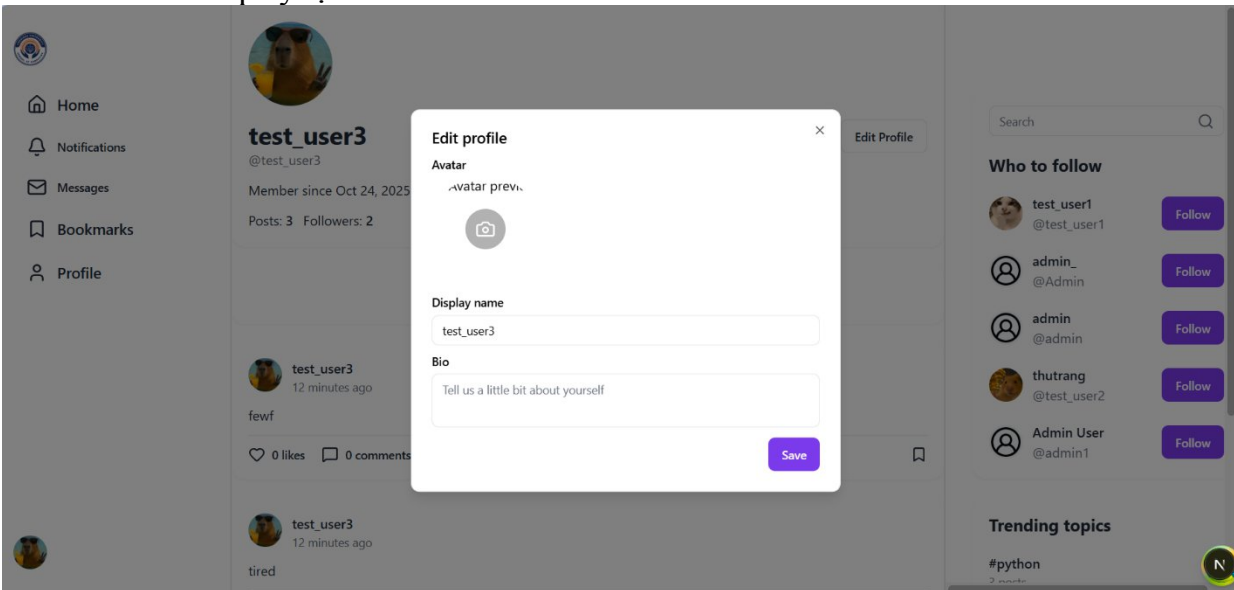 Home
Notifications
Messages
Bookmarks
Profile
test_user3
@test_user3
Member since Oct 24, 2025
Posts: 3 Followers: 2
Edit Profile
test_user3
12 minutes ago
fewf
0 likes 0 comments
test_user3
12 minutes ago
tired
Edit profile
Avatar
Display name
test_user3
Bio
Tell us a little bit about yourself
Save
Search
Who to follow
test_user1
@test_user1
Follow
admin_
@Admin
Follow
admin
@admin
Follow
thutrang
@test_user2
Follow
Admin User
@admin1
Follow
Trending topics
#python
3 posts
N